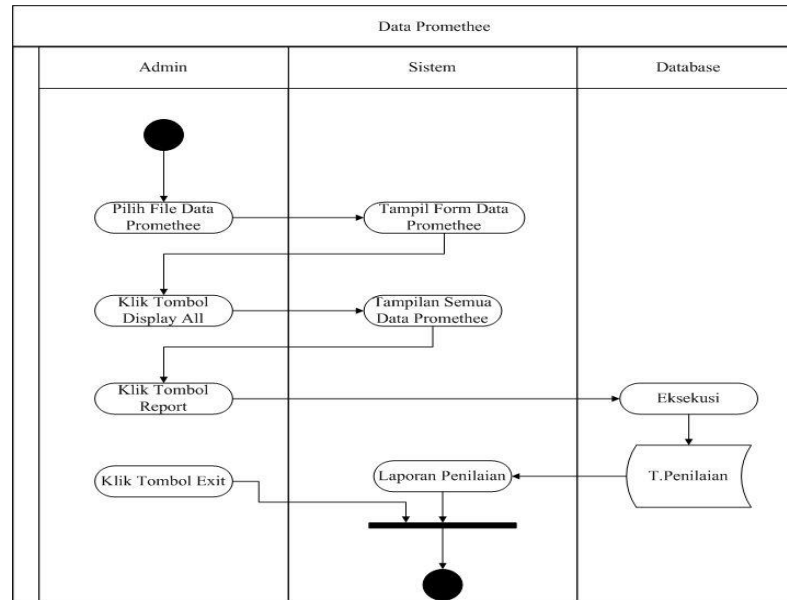 Data Promethee
Admin
Sistem
Database
Pilih File Data
Promethee
Tampil Form Data
Promethee
Klik Tombol
Display All
Tampilan Semua
Data Promethee
Klik Tombol
Report
Eksekusi
Klik Tombol Exit
Laporan Penilaian
T.Penilaian